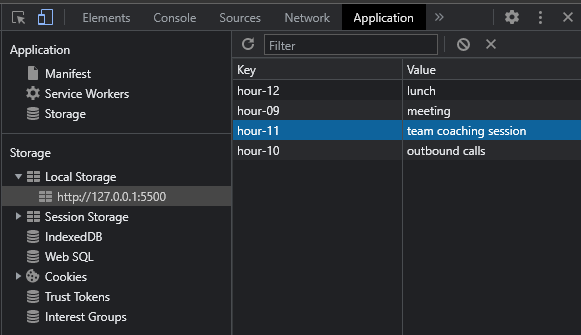 Elements Console Sources Network Application
Application
Manifest
Service Workers
Storage
Storage
Local Storage
http://127.0.0.1:5500
Session Storage
IndexedDB
Web SQL
Cookies
Trust Tokens
Interest Groups
Filter
Key Value
hour-12 lunch
hour-09 meeting
hour-11 team coaching session
hour-10 outbound calls